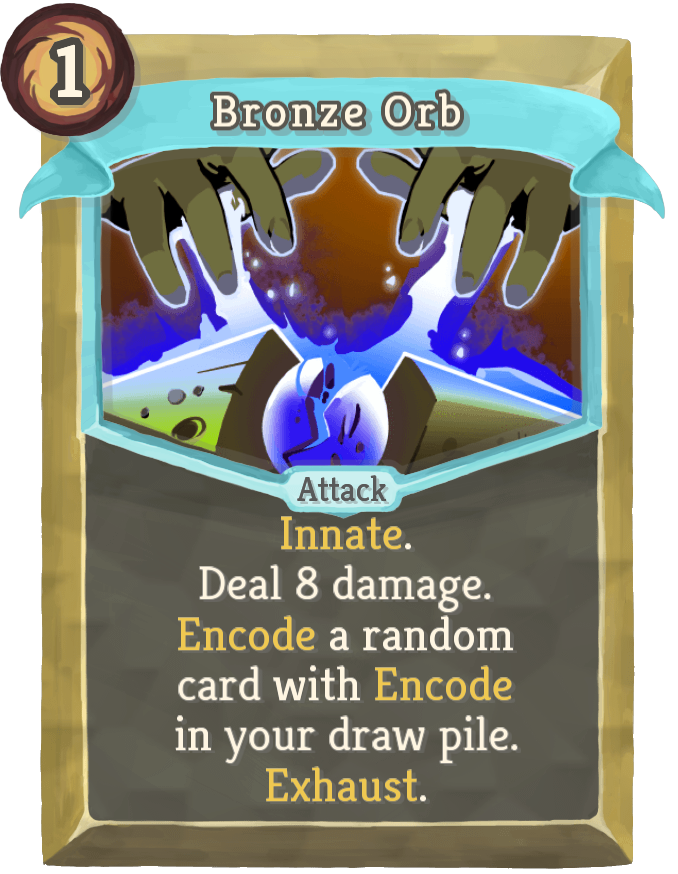 1
Bronze Orb
Attack
Innate.
Deal 8 damage.
Encode a random
card with Encode
in your draw pile.
Exhaust.